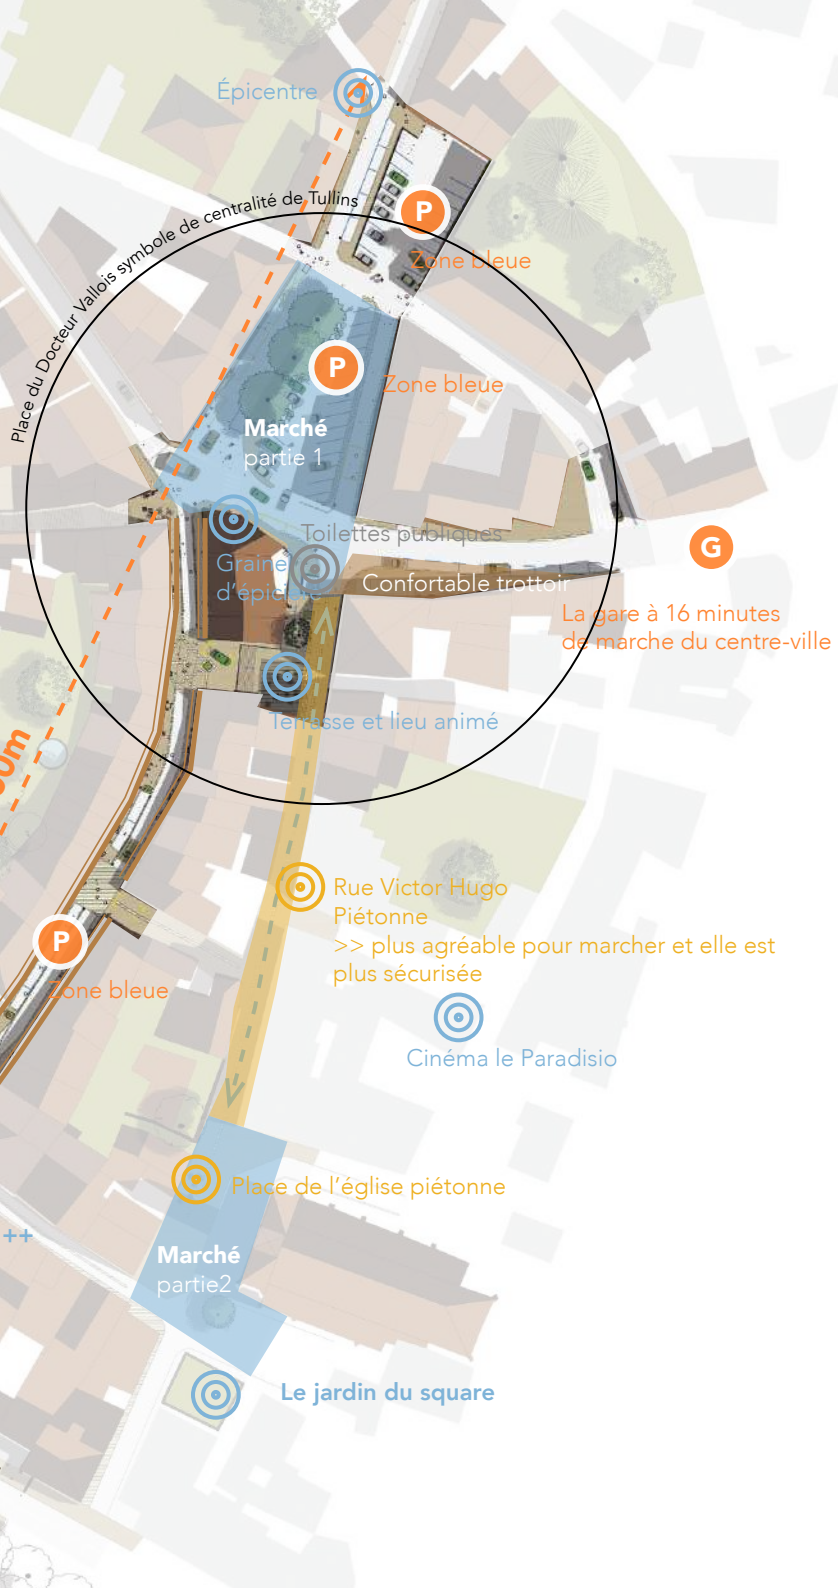 Épicentre
Place du Docteur Vallois symbole de centralité de Tullins
P
Zone bleue
P
Zone bleue
Marché
partie 1
Toilettes publiques
Graine
d'épicerie
G
Confortable trottoir
La gare à 16 minutes
de marche du centre-ville
Terrasse et lieu animé
0m
Rue Victor Hugo
Piétonne
>> plus agréable pour marcher et elle est
plus sécurisée
P
Zone bleue
Cinéma le Paradisio
Place de l'église piétonne
++
Marché
partie2
Le jardin du square